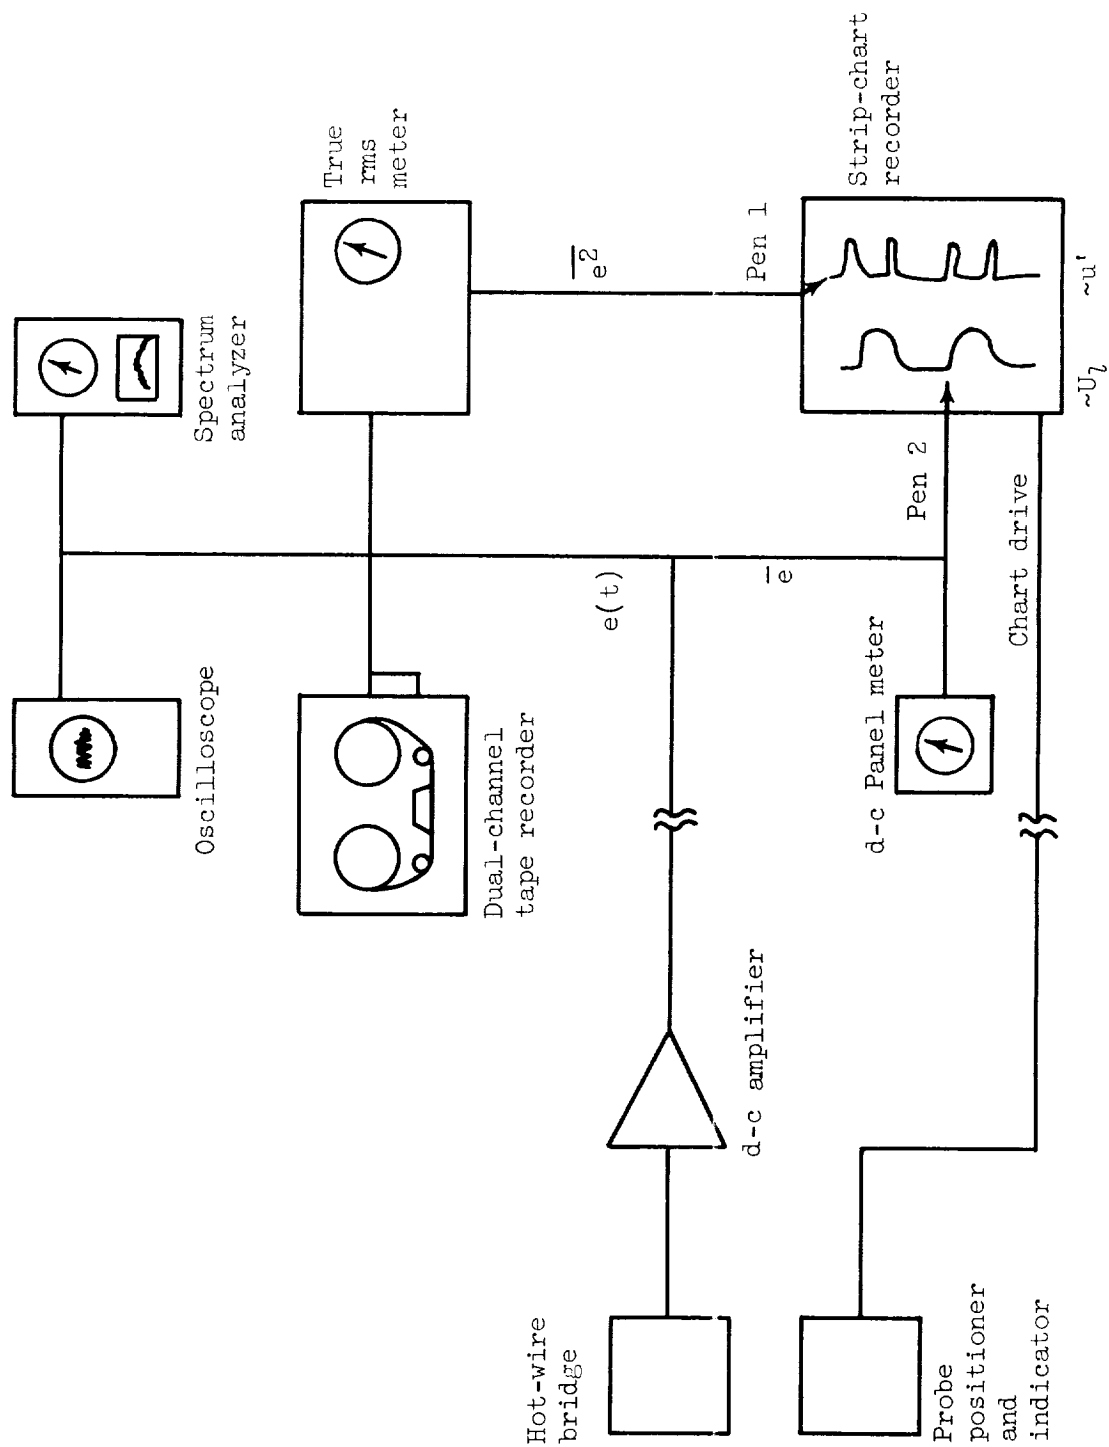 Oscilloscope
Spectrum
analyzer
Dual-channel
tape recorder
True
rms
meter
e(t)
e̅
e̅²̅
Hot-wire
bridge
d-c amplifier
d-c Panel meter
Pen 1
Pen 2
Chart drive
Strip-chart
recorder
~U_l
~u'
Probe
positioner
and
indicator